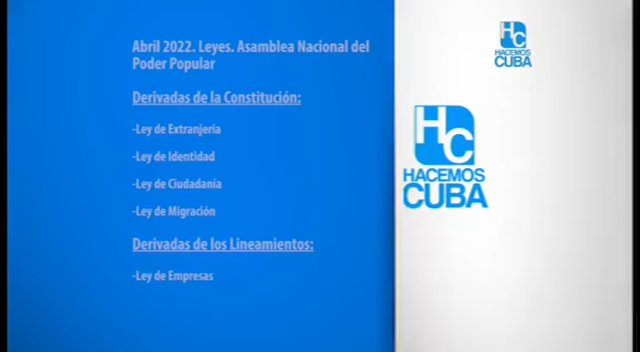 Abril 2022. Leyes. Asamblea Nacional del
Poder Popular
Derivadas de la Constitución:
-Ley de Extranjería
-Ley de Identidad
-Ley de Ciudadanía
-Ley de Migración
Derivadas de los Lineamientos:
-Ley de Empresas
HC
HACEMOS
CUBA
HC
HACEMOS
CUBA